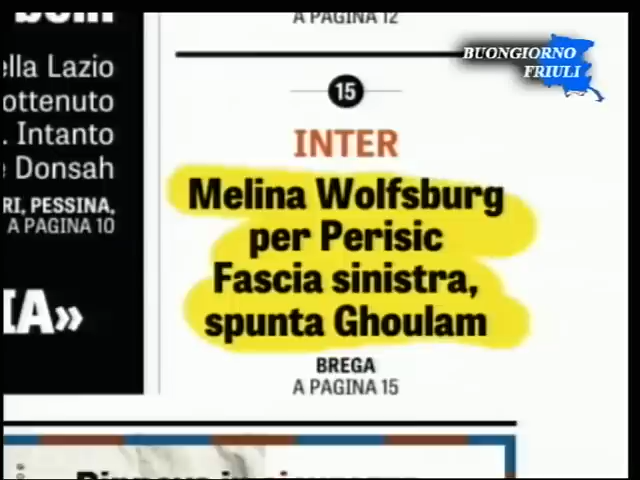 A PAGINA 12
BUONGIORNO
FRIULI
ella Lazio
ottenuto
. Intanto
Donsah
RI, PESSINA,
A PAGINA 10
IA»
15
INTER
Melina Wolfsburg
per Perisic
Fascia sinistra,
spunta Ghoulam
BREGA
A PAGINA 15